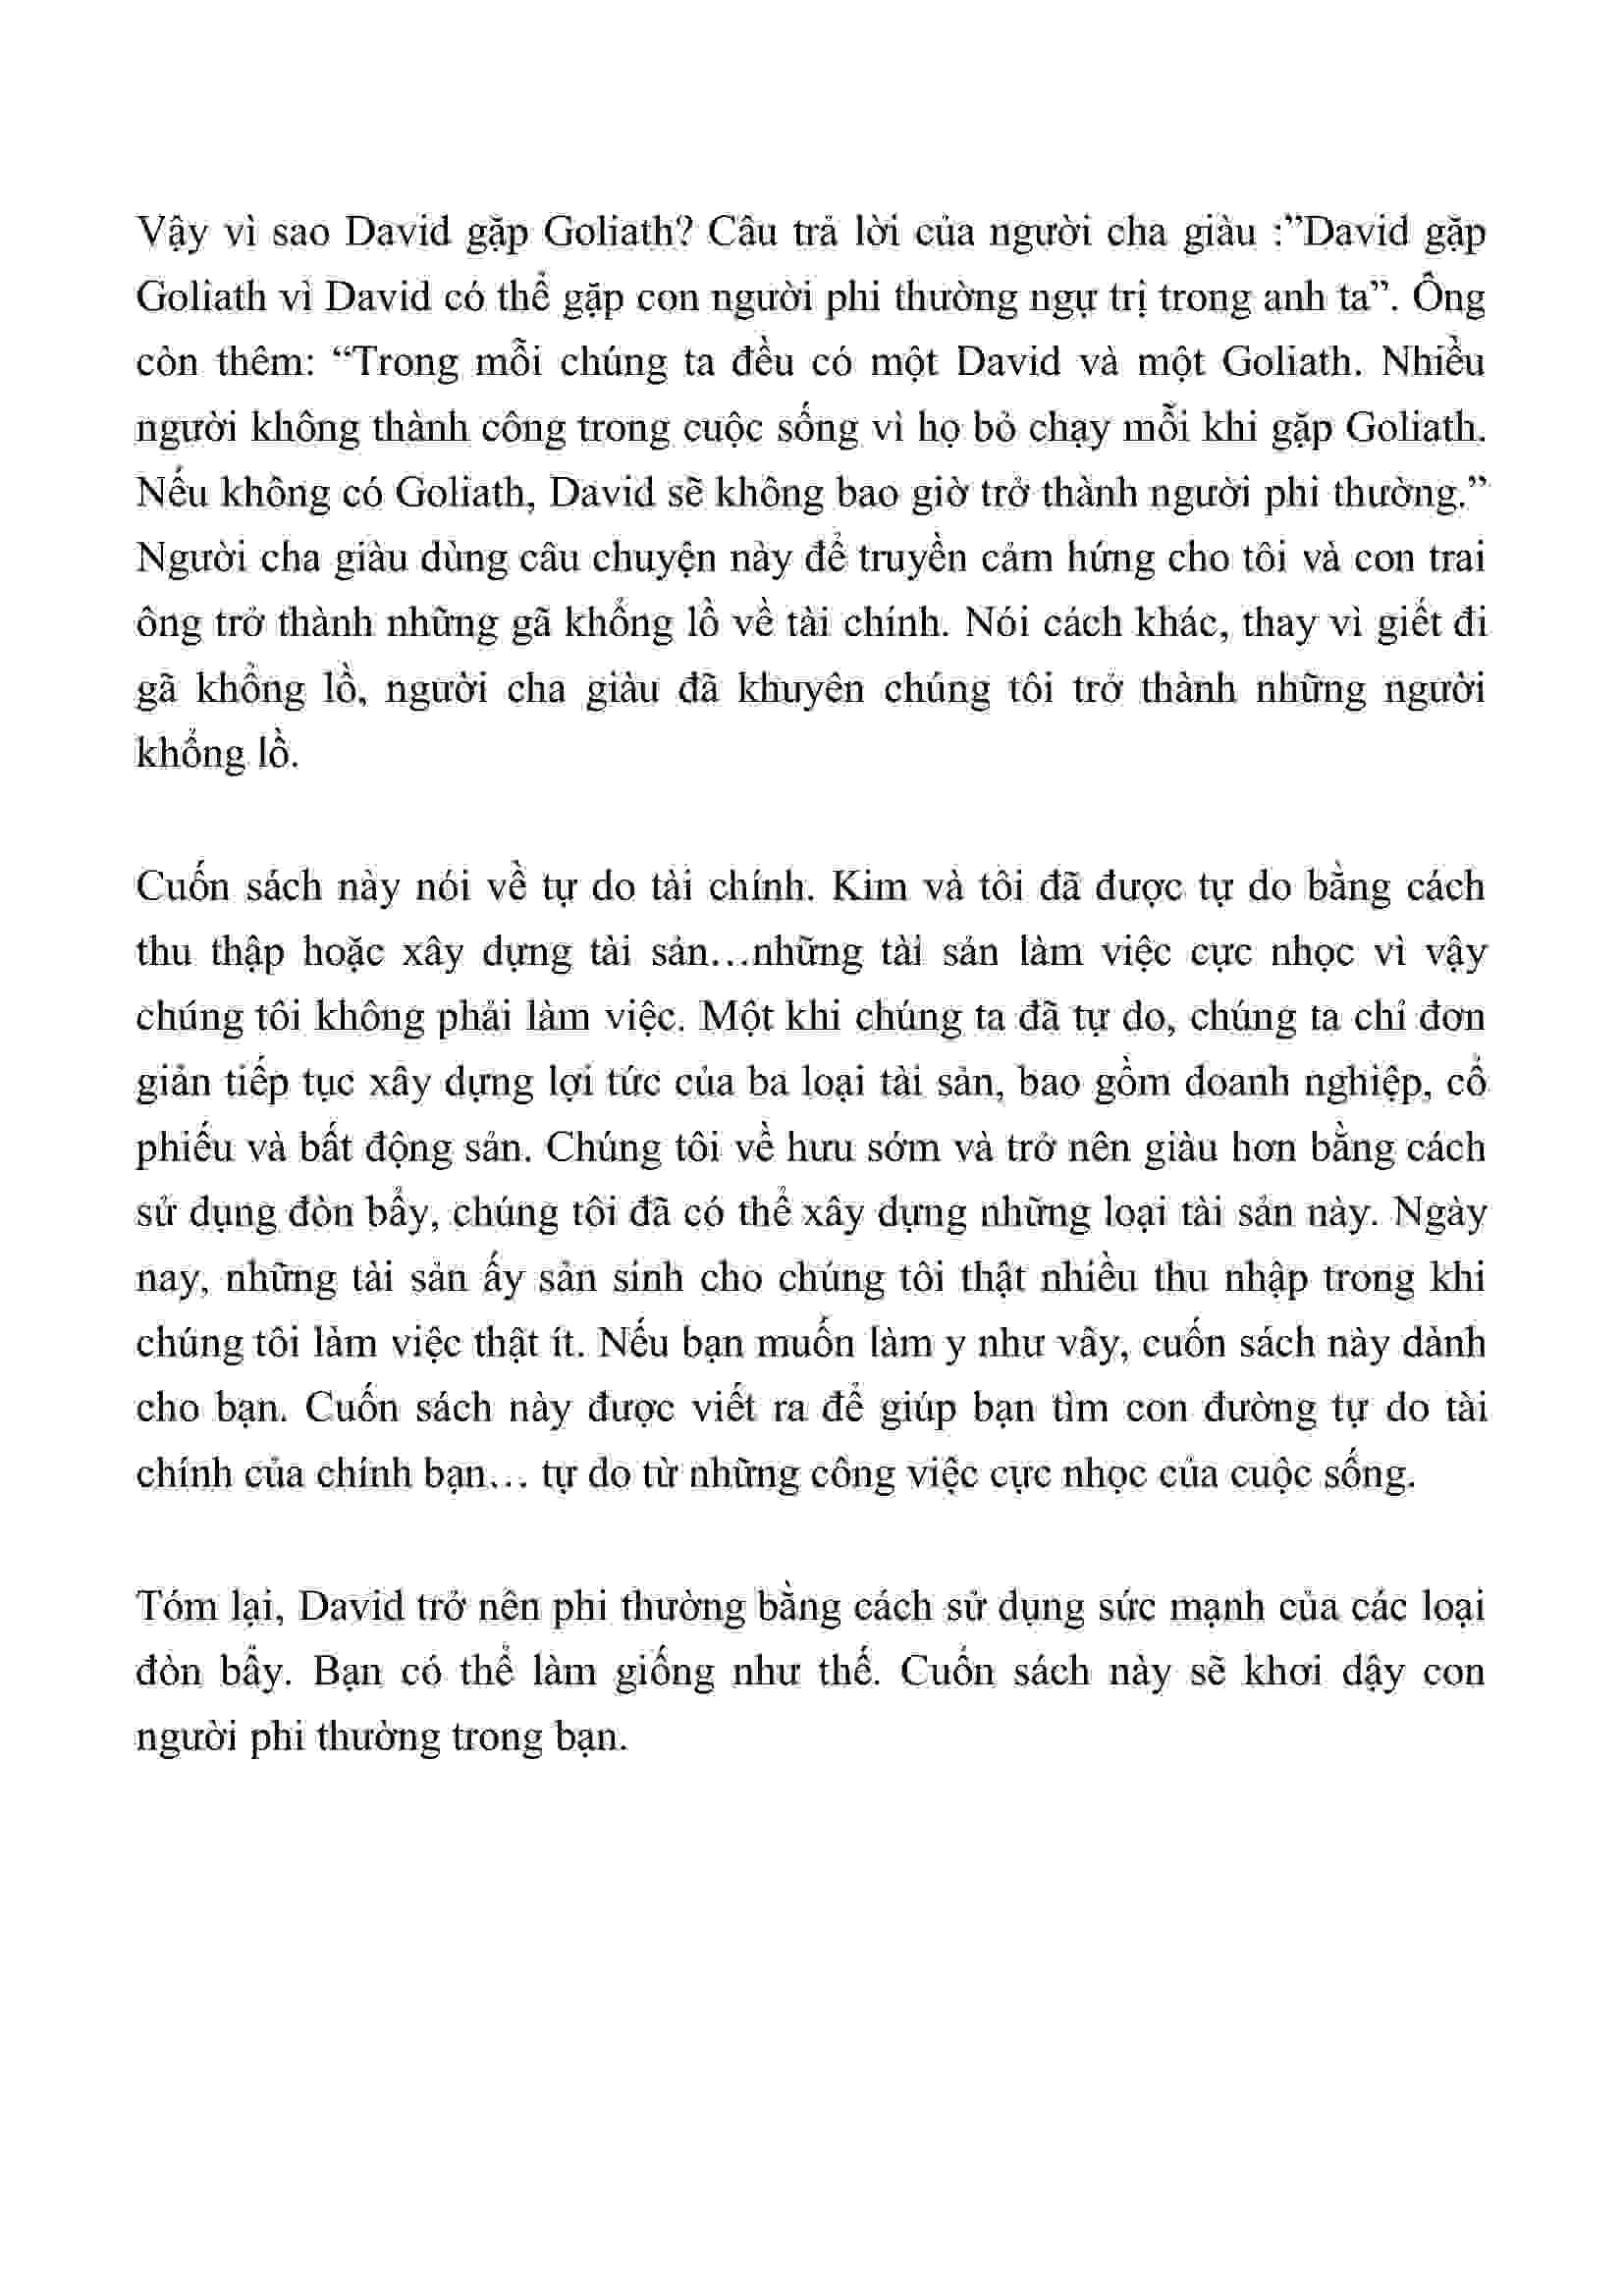 Vậy vì sao David gặp Goliath? Câu trả lời của người cha giàu :”David gặp
Goliath vì David có thể gặp con người phi thường ngự trị trong anh ta”. Ông
còn thêm: “Trong mỗi chúng ta đều có một David và một Goliath. Nhiều
người không thành công trong cuộc sống vì họ bỏ chạy mỗi khi gặp Goliath.
Nếu không có Goliath, David sẽ không bao giờ trở thành người phi thường.”
Người cha giàu dùng câu chuyện này để truyền cảm hứng cho tôi và con trai
ông trở thành những gã khổng lồ về tài chính. Nói cách khác, thay vì giết đi
gã khổng lồ, người cha giàu đã khuyên chúng tôi trở thành những người
khổng lồ.
Cuốn sách này nói về tự do tài chính. Kim và tôi đã được tự do bằng cách
thu thập hoặc xây dựng tài sản…những tài sản làm việc cực nhọc vì vậy
chúng tôi không phải làm việc. Một khi chúng ta đã tự do, chúng ta chỉ đơn
giản tiếp tục xây dựng lợi tức của ba loại tài sản, bao gồm doanh nghiệp, cổ
phiếu và bất động sản. Chúng tôi về hưu sớm và trở nên giàu hơn bằng cách
sử dụng đòn bẩy, chúng tôi đã có thể xây dựng những loại tài sản này. Ngày
nay, những tài sản ấy sản sinh cho chúng tôi thật nhiều thu nhập trong khi
chúng tôi làm việc thật ít. Nếu bạn muốn làm y như vây, cuốn sách này dành
cho bạn. Cuốn sách này được viết ra để giúp bạn tìm con đường tự do tài
chính của chính bạn… tự do từ những công việc cực nhọc của cuộc sống.
Tóm lại, David trở nên phi thường bằng cách sử dụng sức mạnh của các loại
đòn bẩy. Bạn có thể làm giống như thế. Cuốn sách này sẽ khơi dậy con
người phi thường trong bạn.